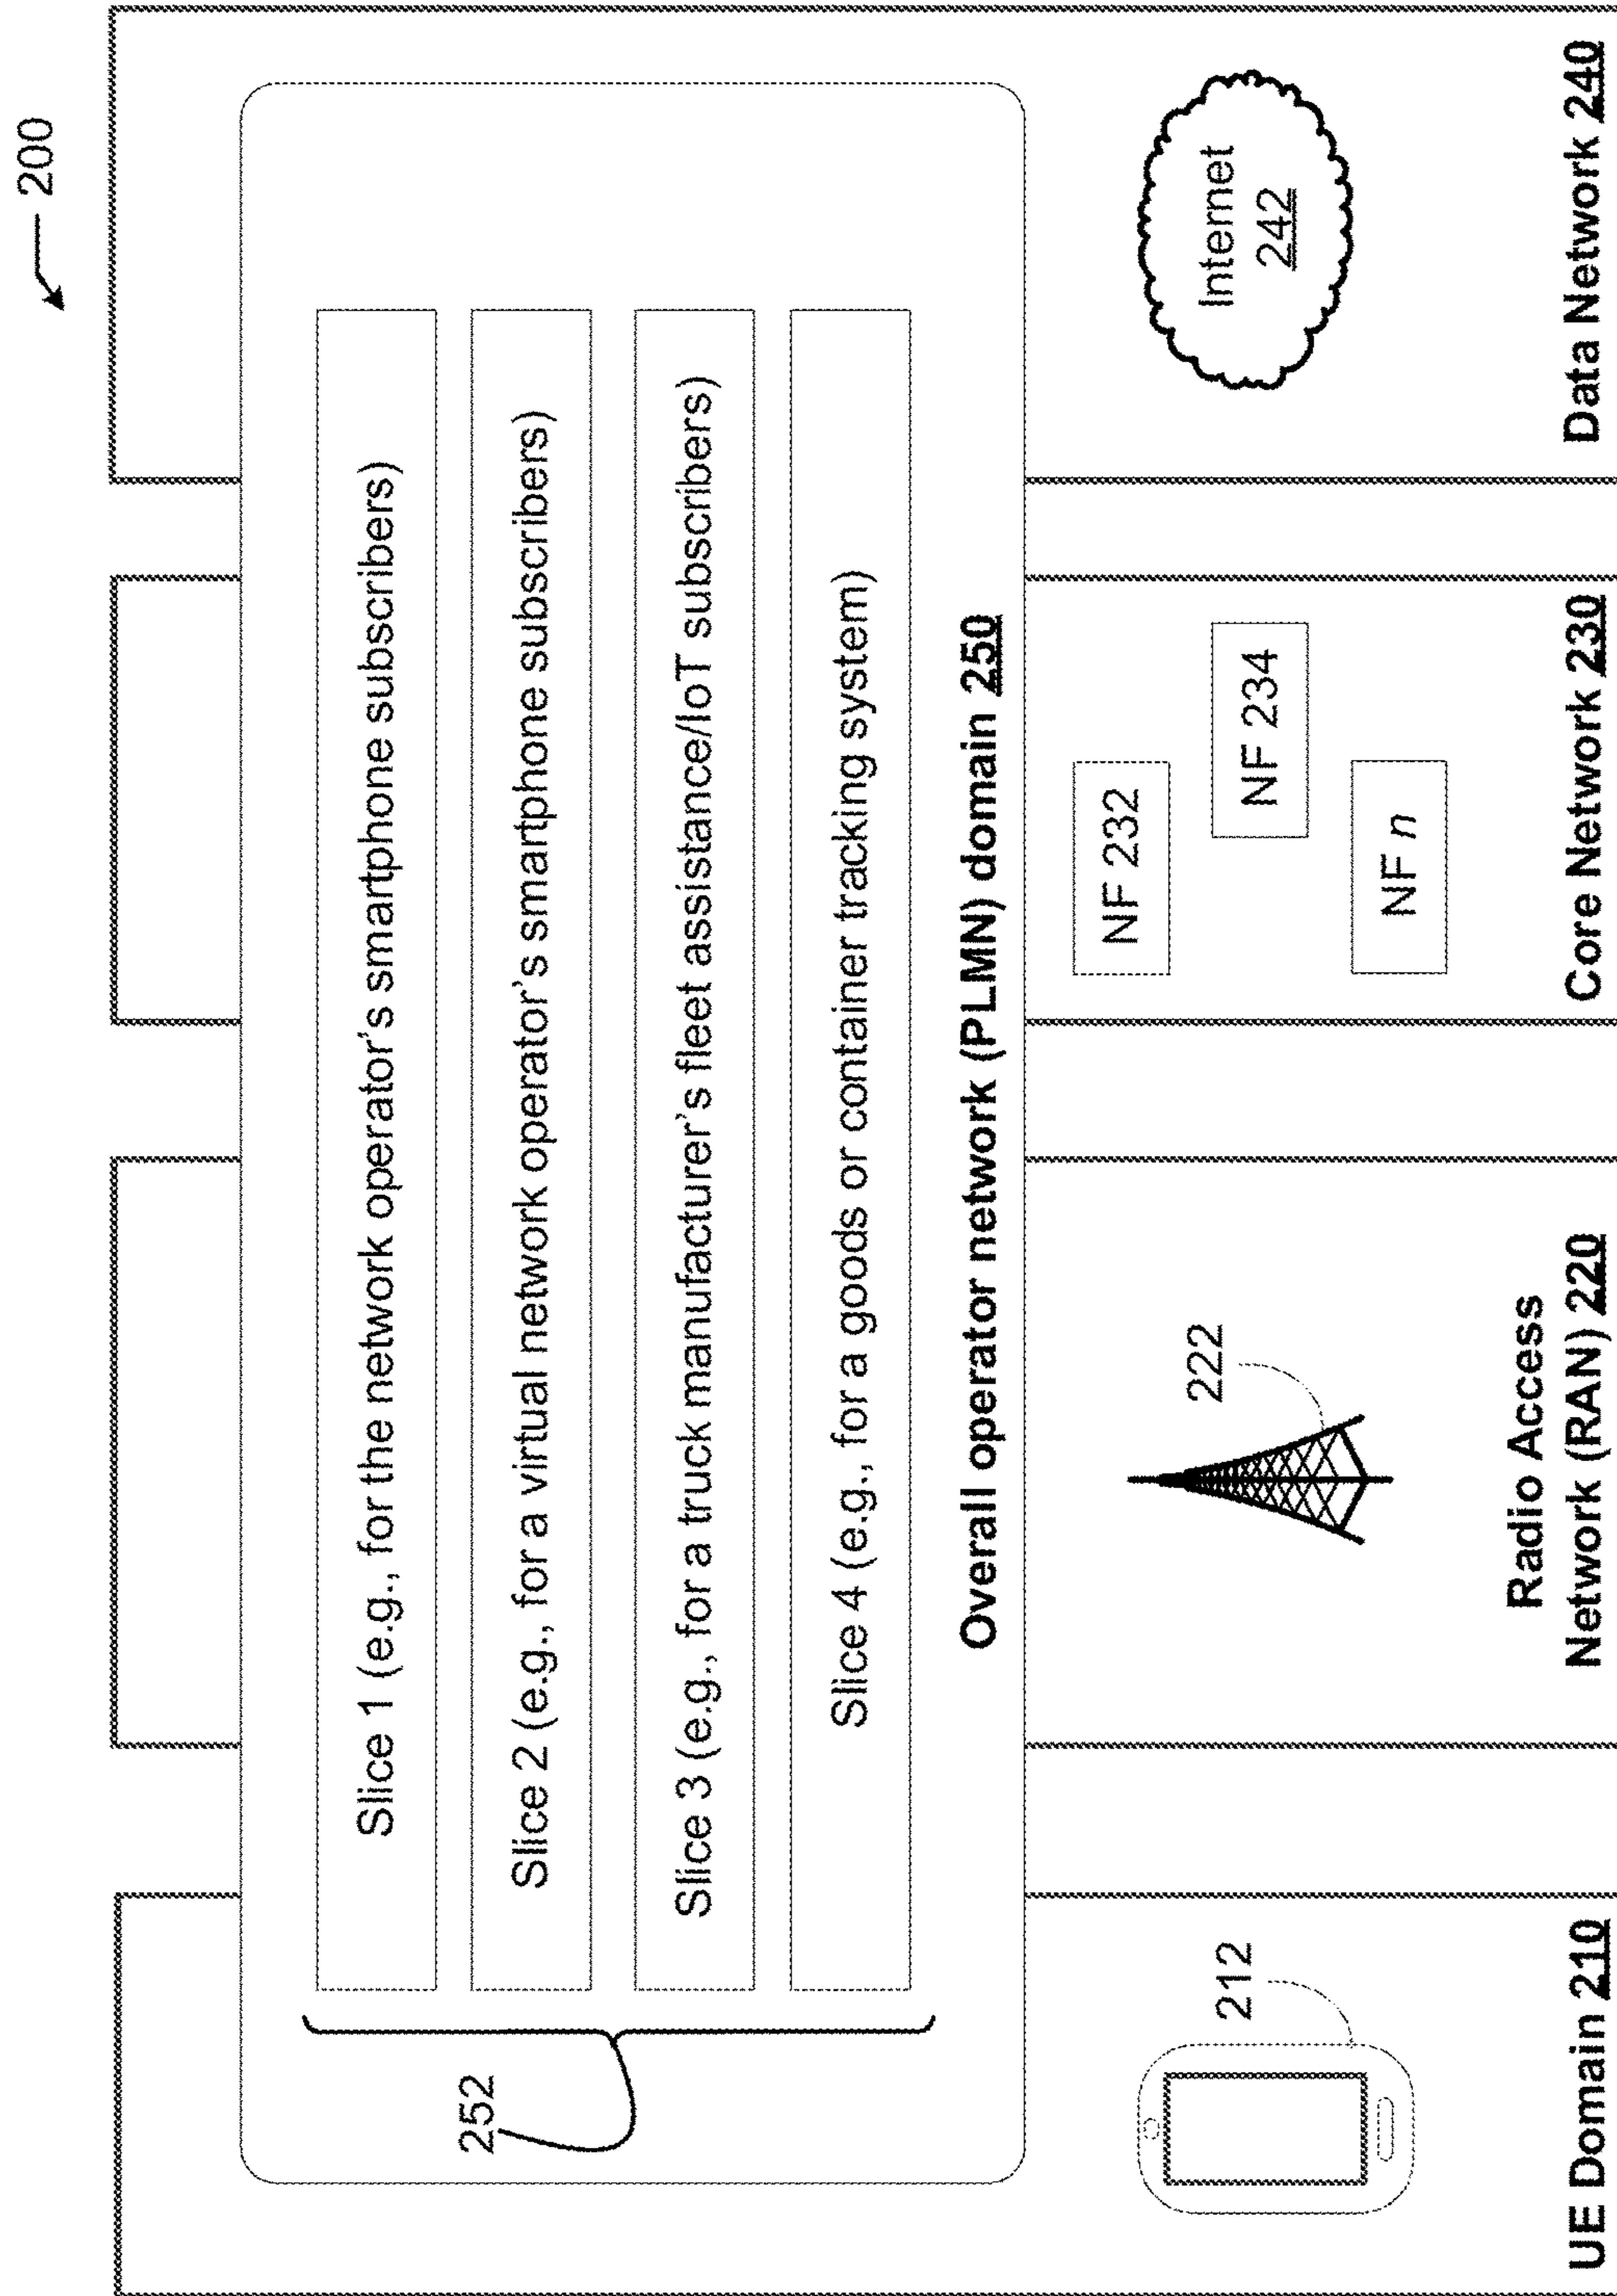 200
252
Slice 1 (e.g., for the network operator's smartphone subscribers)
Slice 2 (e.g., for a virtual network operator's smartphone subscribers)
Slice 3 (e.g., for a truck manufacturer's fleet assistance/IoT subscribers)
Slice 4 (e.g., for a goods or container tracking system)
Overall operator network (PLMN) domain 250
212
UE Domain 210
222
Radio Access
Network (RAN) 220
NF 232
NF 234
NF n
Core Network 230
Internet
242
Data Network 240